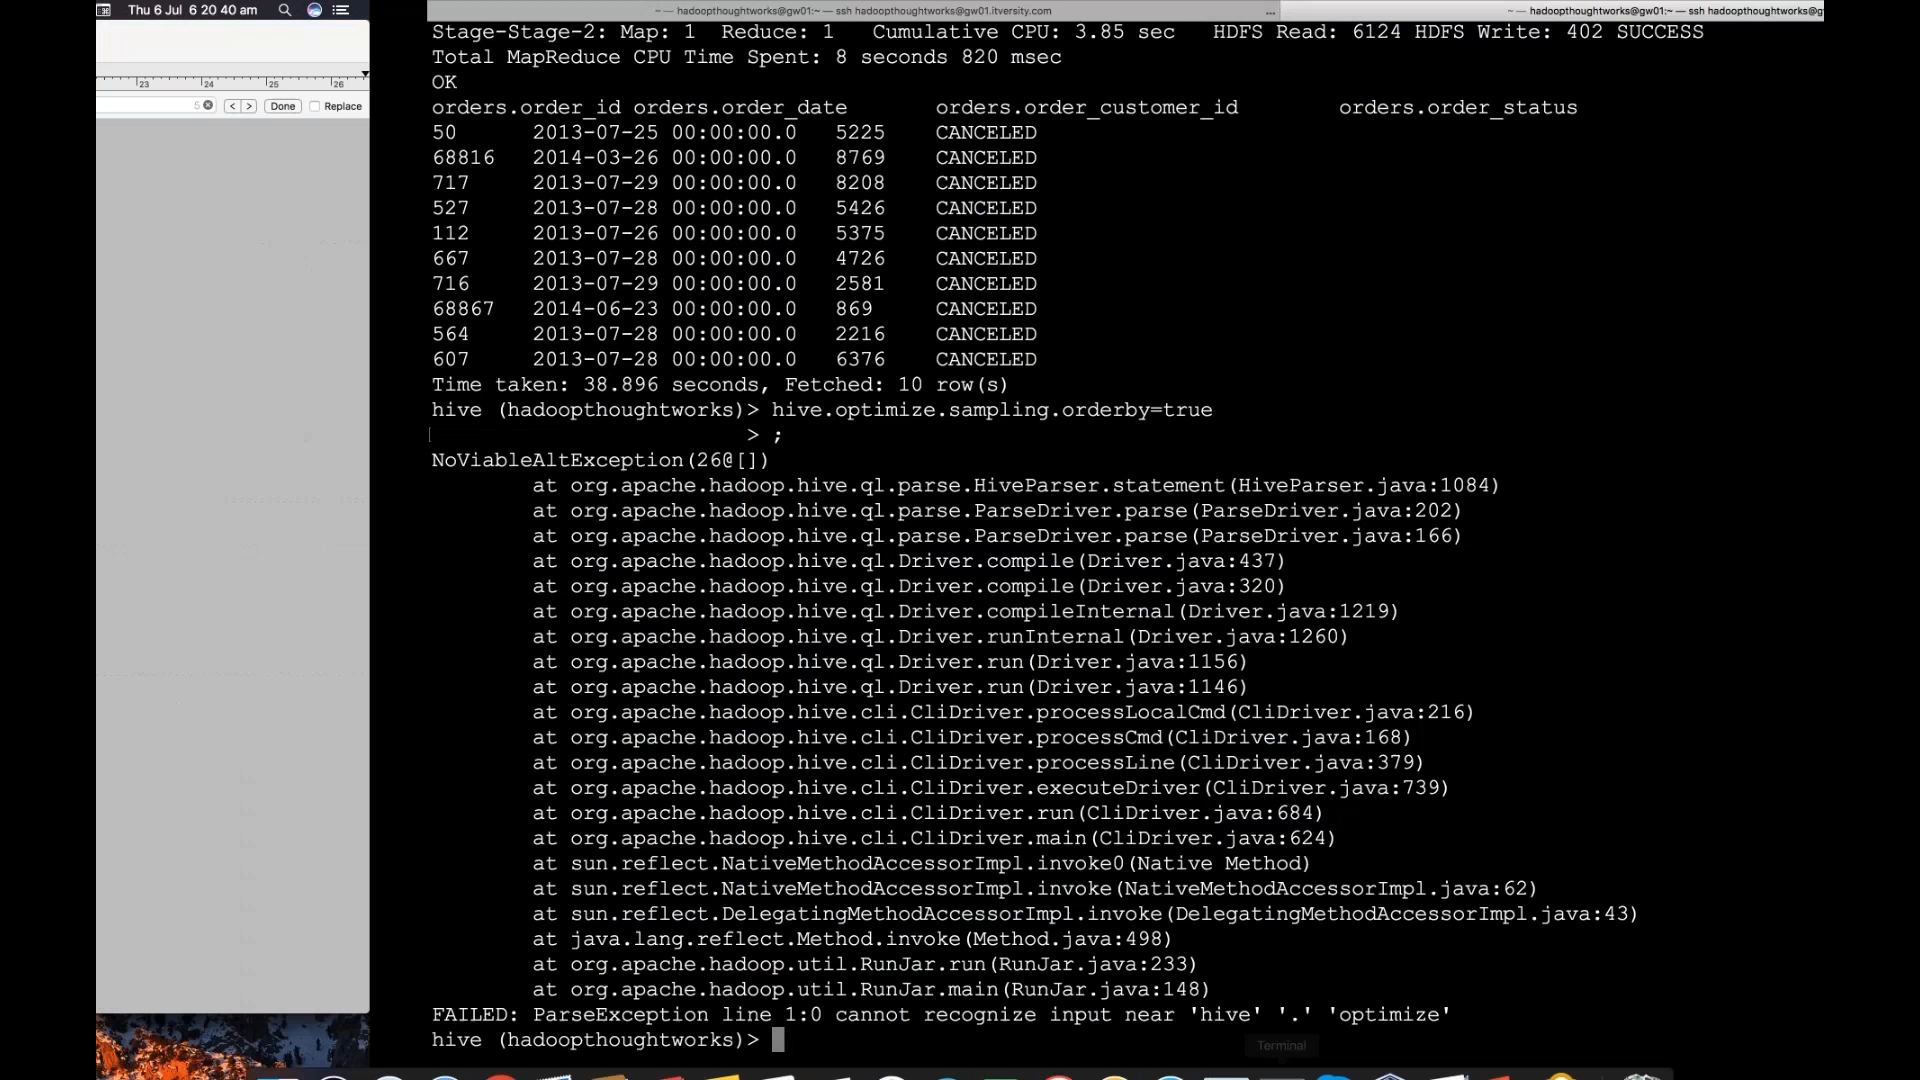 Thu 6 Jul 6 20 40 am
~ — hadoopthoughtworks@gw01:~ — ssh hadoopthoughtworks@gw01.itversity.com ...
~ — hadoopthoughtworks@gw01:~ — ssh hadoopthoughtworks@g
23 24 25 26
5 < > Done Replace
Stage-Stage-2: Map: 1 Reduce: 1 Cumulative CPU: 3.85 sec HDFS Read: 6124 HDFS Write: 402 SUCCESS
Total MapReduce CPU Time Spent: 8 seconds 820 msec
OK
orders.order_id orders.order_date orders.order_customer_id orders.order_status
50 2013-07-25 00:00:00.0 5225 CANCELED
68816 2014-03-26 00:00:00.0 8769 CANCELED
717 2013-07-29 00:00:00.0 8208 CANCELED
527 2013-07-28 00:00:00.0 5426 CANCELED
112 2013-07-26 00:00:00.0 5375 CANCELED
667 2013-07-28 00:00:00.0 4726 CANCELED
716 2013-07-29 00:00:00.0 2581 CANCELED
68867 2014-06-23 00:00:00.0 869 CANCELED
564 2013-07-28 00:00:00.0 2216 CANCELED
607 2013-07-28 00:00:00.0 6376 CANCELED
Time taken: 38.896 seconds, Fetched: 10 row(s)
hive (hadoopthoughtworks)> hive.optimize.sampling.orderby=true
> ;
NoViableAltException(26@[])
at org.apache.hadoop.hive.ql.parse.HiveParser.statement(HiveParser.java:1084)
at org.apache.hadoop.hive.ql.parse.ParseDriver.parse(ParseDriver.java:202)
at org.apache.hadoop.hive.ql.parse.ParseDriver.parse(ParseDriver.java:166)
at org.apache.hadoop.hive.ql.Driver.compile(Driver.java:437)
at org.apache.hadoop.hive.ql.Driver.compile(Driver.java:320)
at org.apache.hadoop.hive.ql.Driver.compileInternal(Driver.java:1219)
at org.apache.hadoop.hive.ql.Driver.runInternal(Driver.java:1260)
at org.apache.hadoop.hive.ql.Driver.run(Driver.java:1156)
at org.apache.hadoop.hive.ql.Driver.run(Driver.java:1146)
at org.apache.hadoop.hive.cli.CliDriver.processLocalCmd(CliDriver.java:216)
at org.apache.hadoop.hive.cli.CliDriver.processCmd(CliDriver.java:168)
at org.apache.hadoop.hive.cli.CliDriver.processLine(CliDriver.java:379)
at org.apache.hadoop.hive.cli.CliDriver.executeDriver(CliDriver.java:739)
at org.apache.hadoop.hive.cli.CliDriver.run(CliDriver.java:684)
at org.apache.hadoop.hive.cli.CliDriver.main(CliDriver.java:624)
at sun.reflect.NativeMethodAccessorImpl.invoke0(Native Method)
at sun.reflect.NativeMethodAccessorImpl.invoke(NativeMethodAccessorImpl.java:62)
at sun.reflect.DelegatingMethodAccessorImpl.invoke(DelegatingMethodAccessorImpl.java:43)
at java.lang.reflect.Method.invoke(Method.java:498)
at org.apache.hadoop.util.RunJar.run(RunJar.java:233)
at org.apache.hadoop.util.RunJar.main(RunJar.java:148)
FAILED: ParseException line 1:0 cannot recognize input near 'hive' '.' 'optimize'
hive (hadoopthoughtworks)>
Terminal